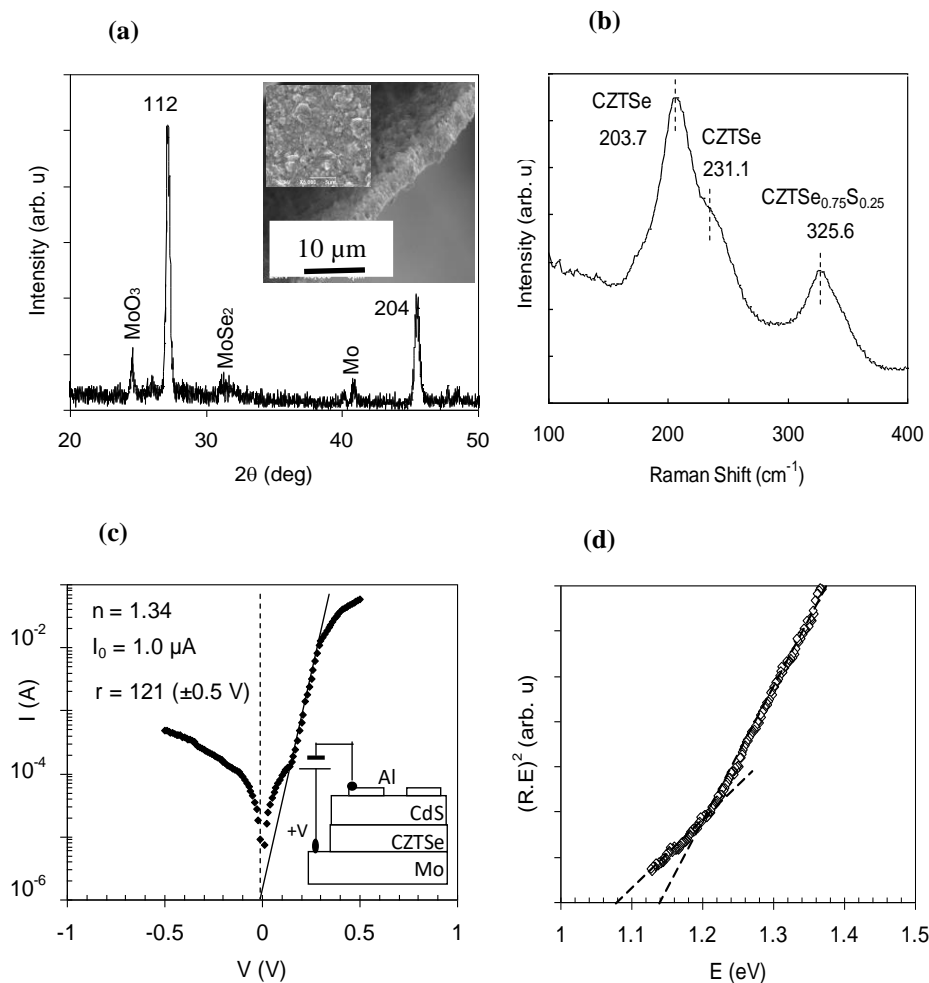 (a)
112
MoO₃
MoSe₂
Mo
204
10 µm
Intensity (arb. u)
20
30
40
50
2θ (deg)
(b)
CZTSe
203.7
CZTSe
231.1
CZTSe₀.₇₅S₀.₂₅
325.6
Intensity (arb. u)
100
200
300
400
Raman Shift (cm⁻¹)
(c)
n = 1.34
I₀ = 1.0 µA
r = 121 (±0.5 V)
10⁻²
10⁻⁴
10⁻⁶
I (A)
Al
CdS
+V
CZTSe
Mo
-1
-0.5
0
0.5
1
V (V)
(d)
(R.E)² (arb. u)
1
1.1
1.2
1.3
1.4
1.5
E (eV)